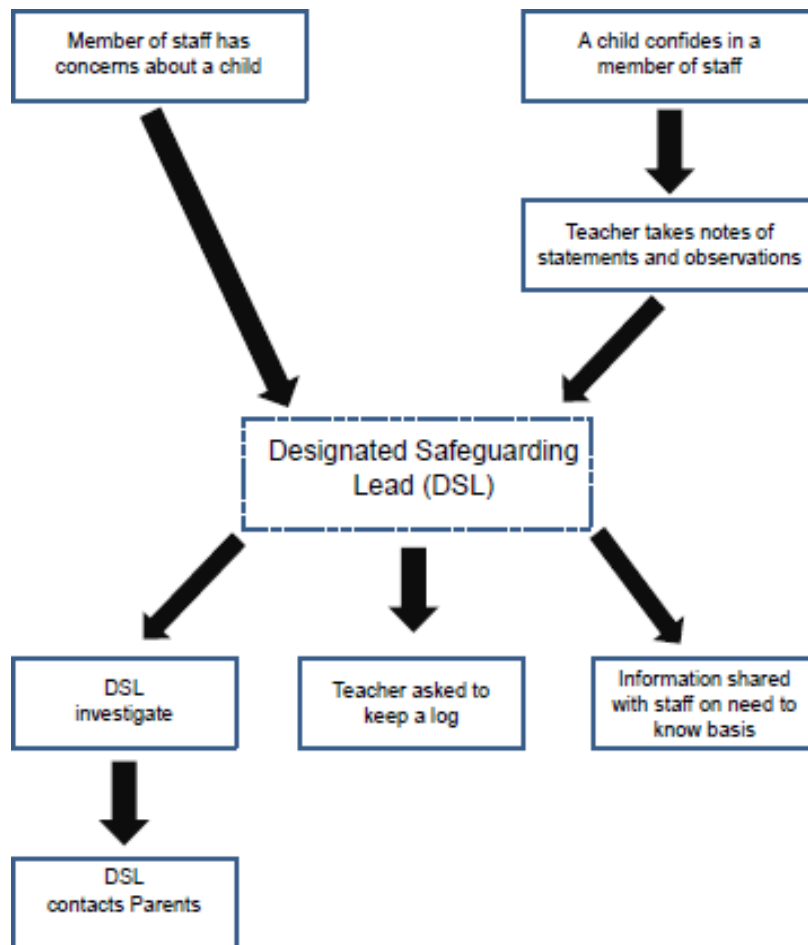 Member of staff has
concerns about a child
A child confides in a
member of staff
Teacher takes notes of
statements and observations
Designated Safeguarding
Lead (DSL)
DSL
investigate
Teacher asked to
keep a log
Information shared
with staff on need to
know basis
DSL
contacts Parents